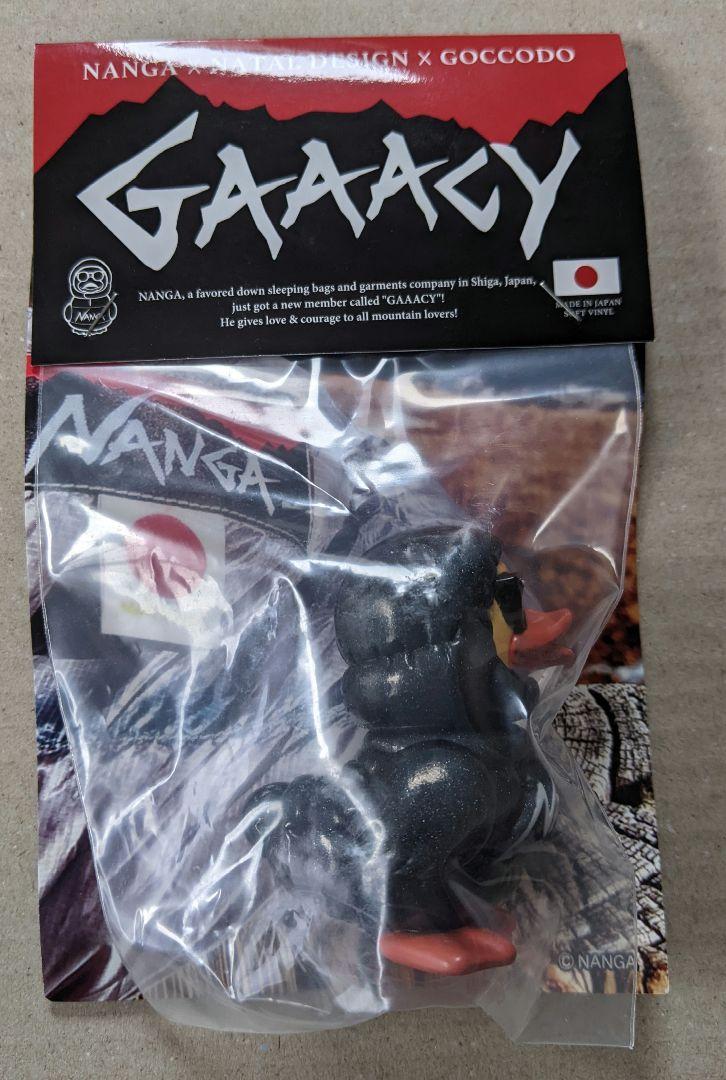 NANGA × NATAL DESIGN × GOCCODO
GAAACY
NANGA
NANGA, a favored down sleeping bags and garments company in Shiga, Japan,
just got a new member called "GAAACY"!
He gives love & courage to all mountain lovers!
MADE IN JAPAN
SOFT VINYL
NANGA
N
© NANGA